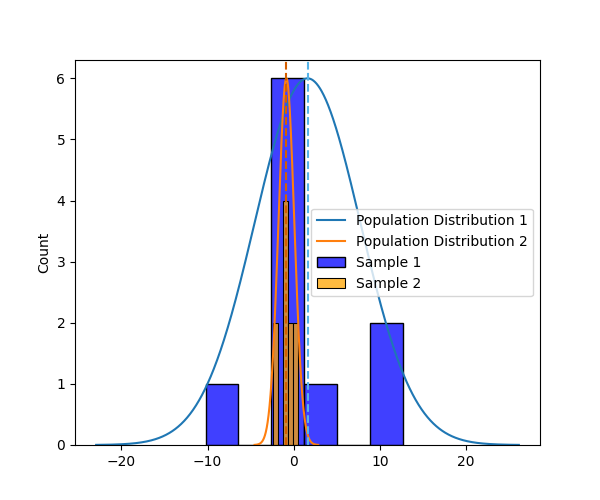 6
5
4
3
2
1
0
Count
Population Distribution 1
Population Distribution 2
Sample 1
Sample 2
−20
−10
0
10
20